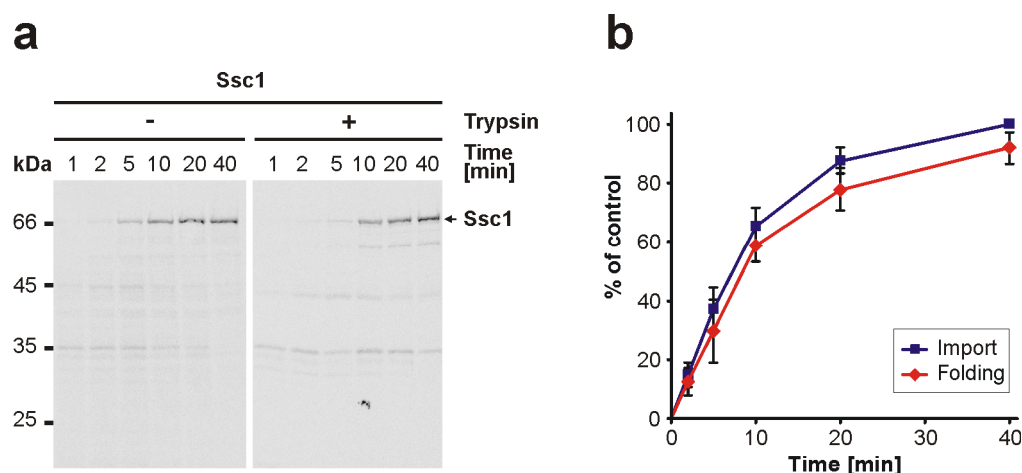 a
Ssc1
- + Trypsin
kDa 1 2 5 10 20 40 1 2 5 10 20 40 Time [min]
66
45
35
25
Ssc1
b
% of control
100
80
60
40
20
0
0 10 20 30 40
Time [min]
Import
Folding